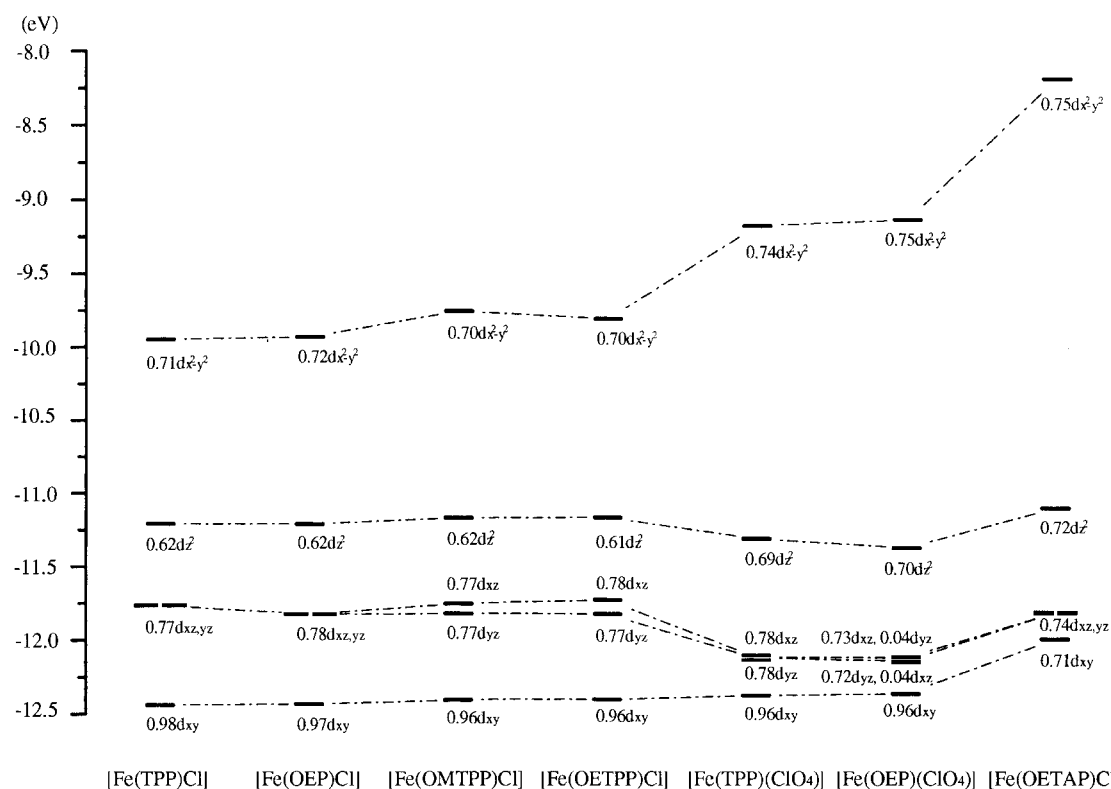 (eV)
-8.0
-8.5
-9.0
-9.5
-10.0
-10.5
-11.0
-11.5
-12.0
-12.5
0.71dx²-y²
0.72dx²-y²
0.70dx²-y²
0.70dx²-y²
0.74dx²-y²
0.75dx²-y²
0.75dx²-y²
0.62dz²
0.62dz²
0.62dz²
0.61dz²
0.69dz²
0.70dz²
0.72dz²
0.77dxz,yz
0.78dxz,yz
0.77dxz
0.77dyz
0.78dxz
0.77dyz
0.78dxz
0.78dyz
0.73dxz, 0.04dyz
0.72dyz, 0.04dxz
0.74dxz,yz
0.98dxy
0.97dxy
0.96dxy
0.96dxy
0.96dxy
0.96dxy
0.71dxy
[Fe(TPP)Cl] [Fe(OEP)Cl] [Fe(OMTPP)Cl] [Fe(OETPP)Cl] [Fe(TPP)(ClO₄)] [Fe(OEP)(ClO₄)] [Fe(OETAP)C